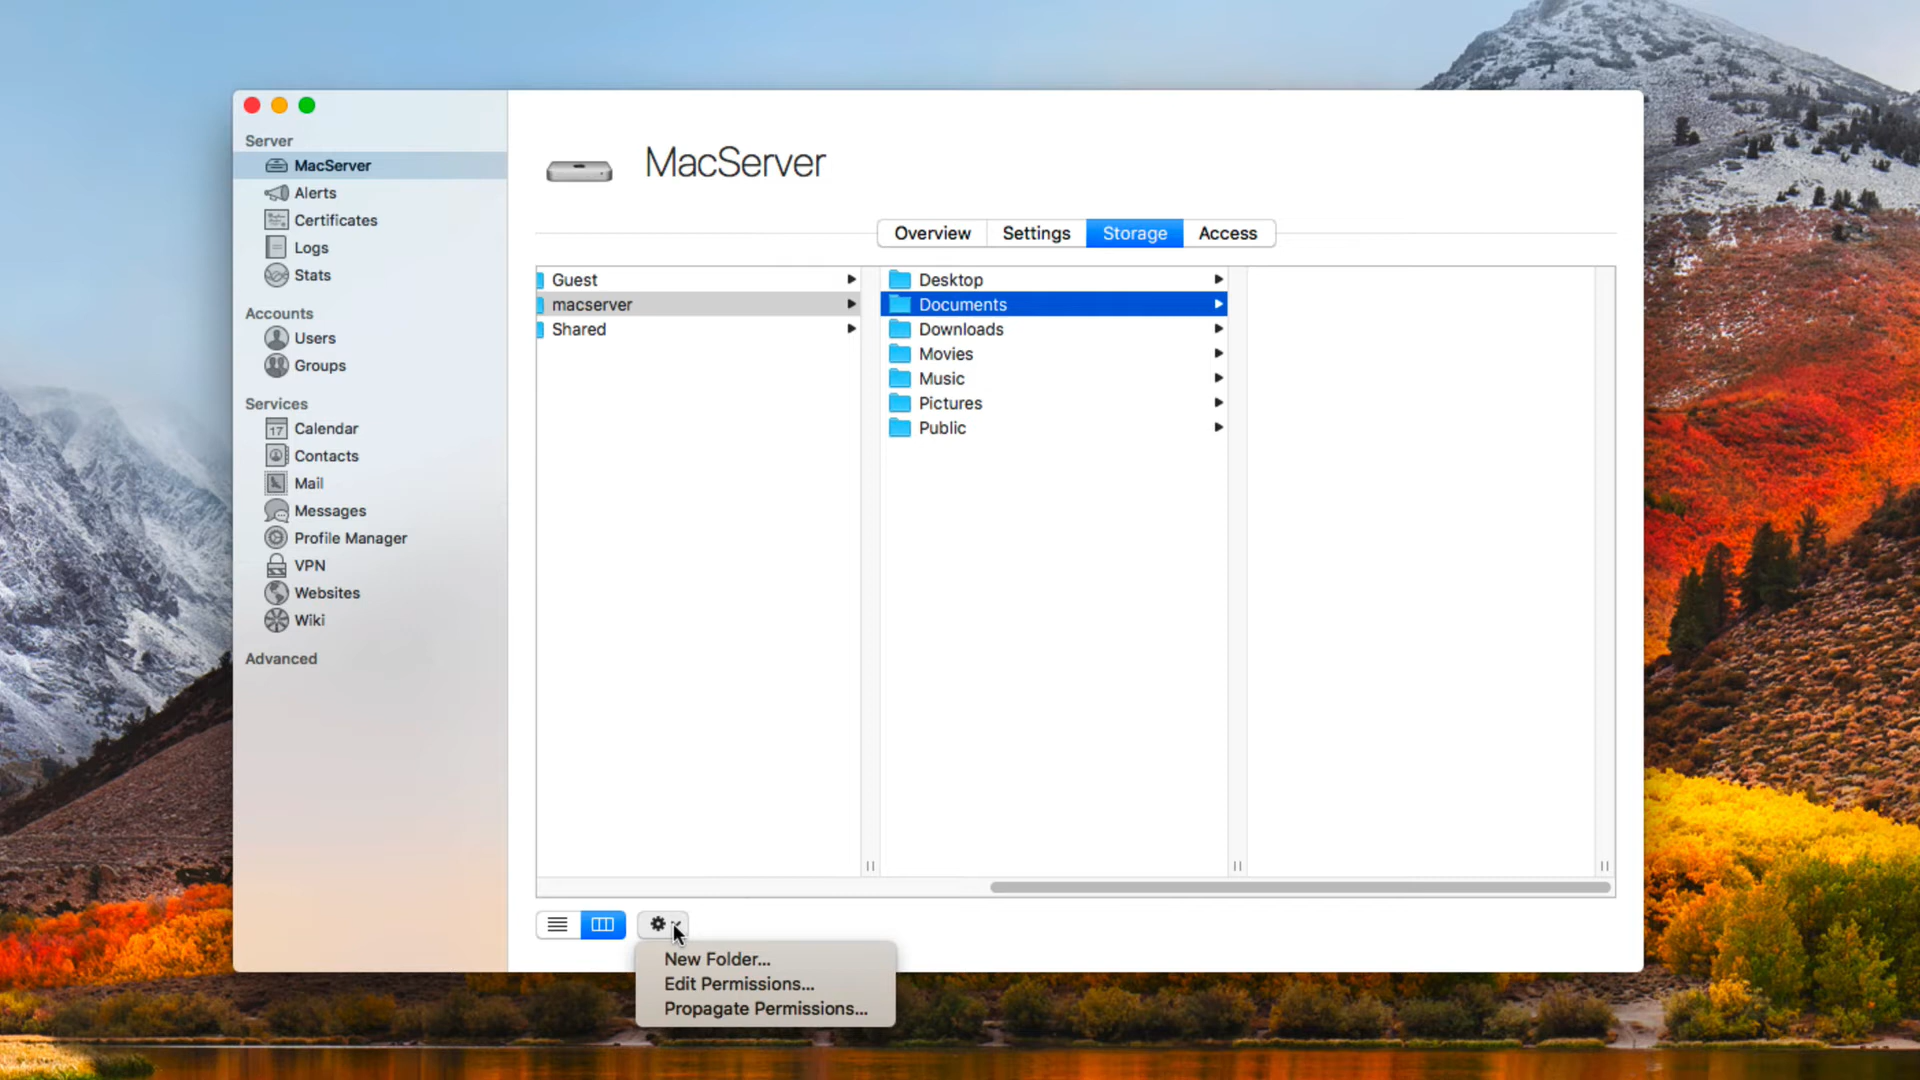 Server
MacServer
Alerts
Certificates
Logs
Stats
Accounts
Users
Groups
Services
17 Calendar
Contacts
Mail
Messages
Profile Manager
VPN
Websites
Wiki
Advanced
MacServer
Overview Settings Storage Access
Guest
macserver
Shared
Desktop
Documents
Downloads
Movies
Music
Pictures
Public
New Folder...
Edit Permissions...
Propagate Permissions...